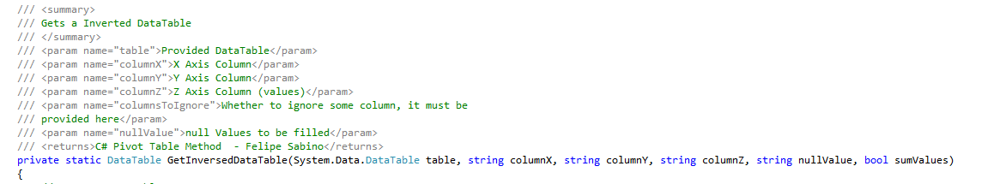 /// <summary>
/// Gets a Inverted DataTable
/// </summary>
/// <param name="table">Provided DataTable</param>
/// <param name="columnX">X Axis Column</param>
/// <param name="columnY">Y Axis Column</param>
/// <param name="columnZ">Z Axis Column (values)</param>
/// <param name="columnsToIgnore">Whether to ignore some column, it must be
/// provided here</param>
/// <param name="nullValue">null Values to be filled</param>
/// <returns>C# Pivot Table Method  - Felipe Sabino</returns>
private static DataTable GetInversedDataTable(System.Data.DataTable table, string columnX, string columnY, string columnZ, string nullValue, bool sumValues)
{